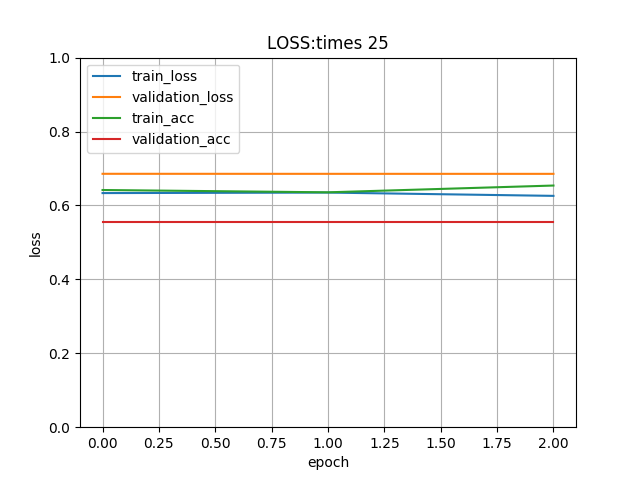 LOSS:times 25
1.0
0.8
0.6
0.4
0.2
0.0
loss
train_loss
validation_loss
train_acc
validation_acc
0.00 0.25 0.50 0.75 1.00 1.25 1.50 1.75 2.00
epoch